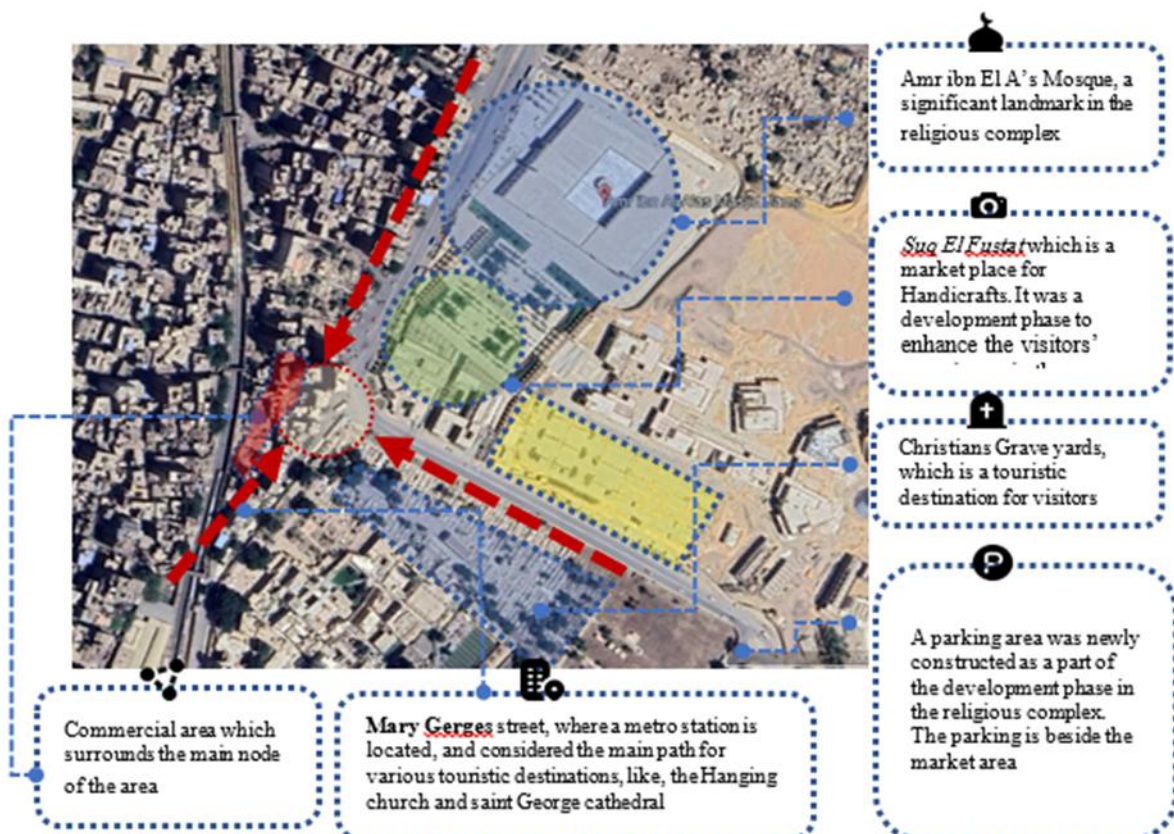 Amr ibn El A’s Mosque, a
significant landmark in the
religious complex
Suq El Fustat which is a
market place for
Handicrafts. It was a
development phase to
enhance the visitors’
Christians Grave yards,
which is a touristic
destination for visitors
P
A parking area was newly
constructed as a part of
the development phase in
the religious complex.
The parking is beside the
market area
Commercial area which
surrounds the main node
of the area
Mary Gerges street, where a metro station is
located, and considered the main path for
various touristic destinations, like, the Hanging
church and saint George cathedral